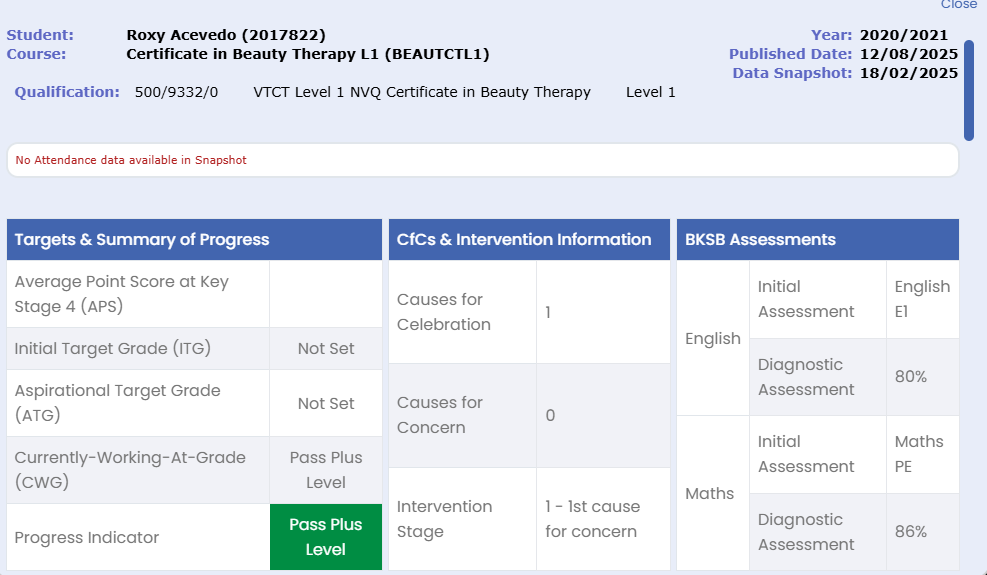 Close
Student: Roxy Acevedo (2017822) Year: 2020/2021
Course: Certificate in Beauty Therapy L1 (BEAUTCTL1) Published Date: 12/08/2025
Data Snapshot: 18/02/2025
Qualification: 500/9332/0 VTCT Level 1 NVQ Certificate in Beauty Therapy Level 1
No Attendance data available in Snapshot
Targets & Summary of Progress
Average Point Score at Key
Stage 4 (APS)
Initial Target Grade (ITG) Not Set
Aspirational Target Grade
(ATG)
Not Set
Currently-Working-At-Grade
(CWG)
Pass Plus
Level
Progress Indicator
Pass Plus
Level
CfCs & Intervention Information
Causes for
Celebration
1
Causes for
Concern
0
Intervention
Stage
1 - 1st cause
for concern
BKSB Assessments
English
Initial
Assessment
English
E1
Diagnostic
Assessment
80%
Maths
Initial
Assessment
Maths
PE
Diagnostic
Assessment
86%